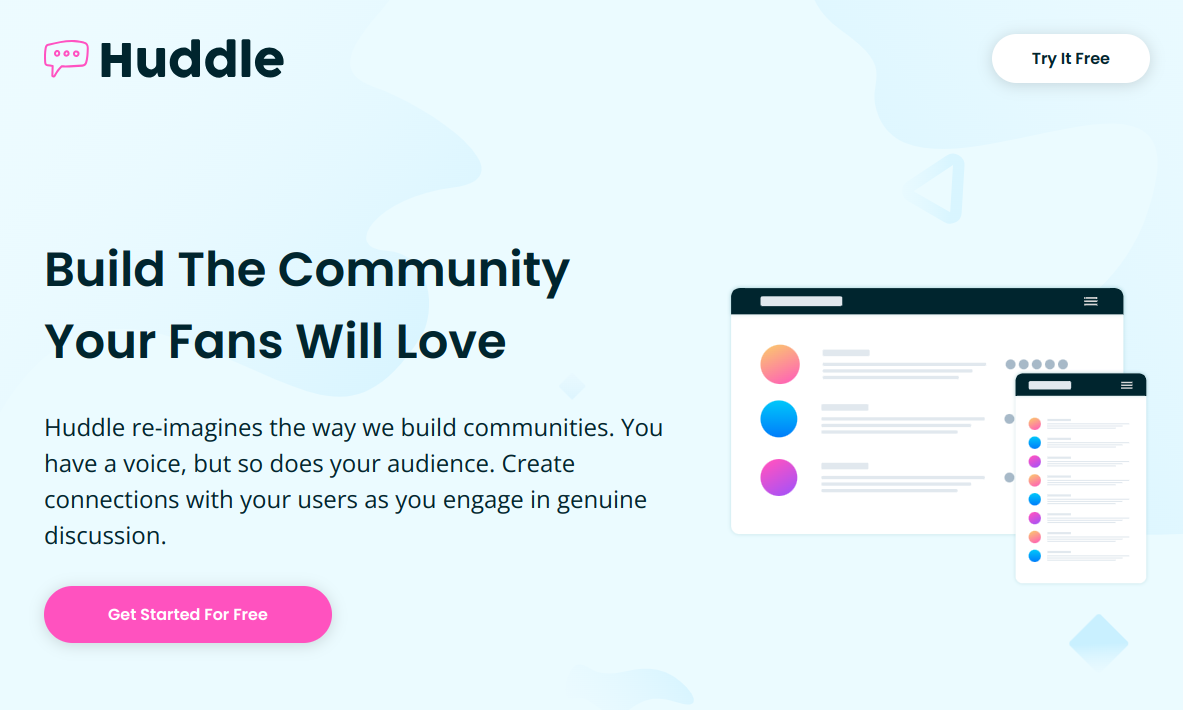 Huddle
Try It Free
Build The Community
Your Fans Will Love
Huddle re-imagines the way we build communities. You
have a voice, but so does your audience. Create
connections with your users as you engage in genuine
discussion.
Get Started For Free